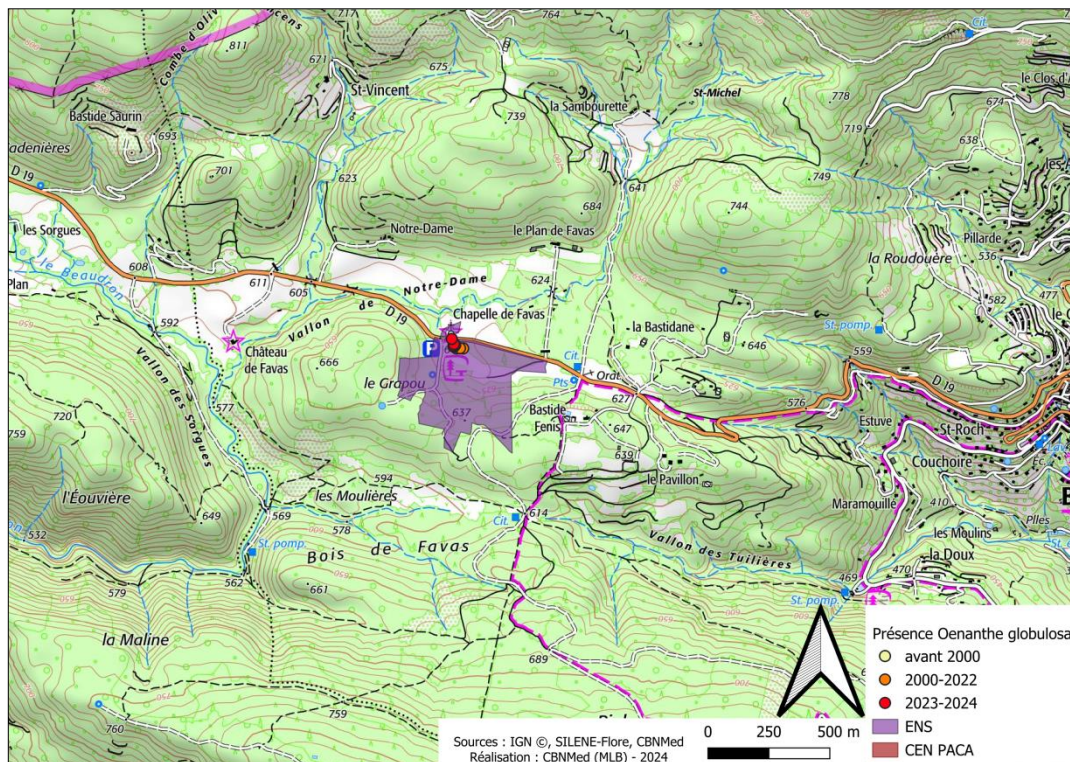 717
764
Cit.
811
671
675
778
le Clos d'A
St-Vincent
la Sambourette
St-Michel
674
Bastide Saurin
739
719
638
693
adenières
701
623
641
749
D 19
684
744
Notre-Dame
le Plan de Favas
Pillarde
les Sorgues
la Roudouère
536
608
611
605
624
le Beaudron
Notre-Dame
582
477
Plan
592
Vallon de
Chapelle de Favas
St. pomp.
D 19
la Bastidane
Château
de Favas
666
P
646
559
Vallon des Sorgues
le Grapou
Cit.
Orat.
D 19
577
Pts
627
576
720
637
Bastide
Fenis
647
Estuve
St-Roch
759
639
Couchoire
594
le Pavillon
l'Éouvière
les Moulières
Maramouille
410
649
569
614
Plles
532
578
Cit.
les Moulins
St. pomp.
Bois de Favas
Vallon des Tuilières
la Doux
562
469
470
579
661
St. pomp.
la Maline
689
759
760
Présence Oenanthe globulosa
avant 2000
2000-2022
2023-2024
ENS
CEN PACA
Sources : IGN ©, SILENE-Flore, CBNMed
Réalisation : CBNMed (MLB) - 2024
0 250 500 m